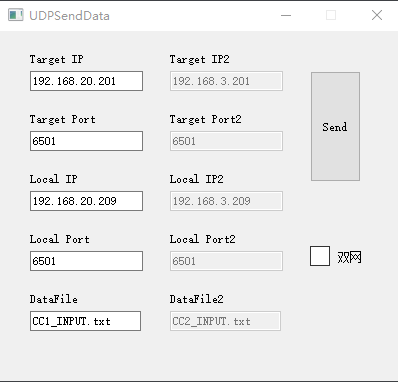 UDPSendData
Target IP
Target IP2
192.168.20.201
192.168.3.201
Target Port
Target Port2
6501
6501
Send
Local IP
Local IP2
192.168.20.209
192.168.3.209
Local Port
Local Port2
6501
6501
双网
DataFile
DataFile2
CC1_INPUT.txt
CC2_INPUT.txt